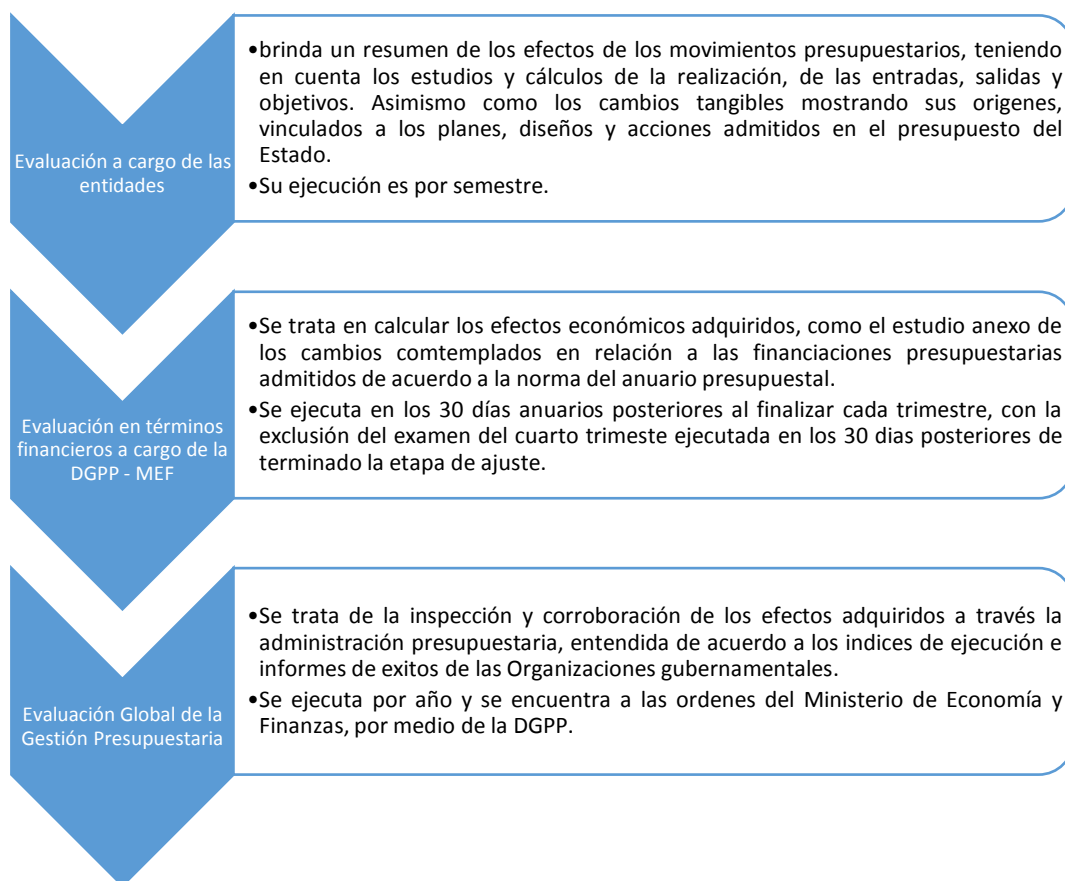 Evaluación a cargo de las
entidades
•brinda un resumen de los efectos de los movimientos presupuestarios, teniendo
en cuenta los estudios y cálculos de la realización, de las entradas, salidas y
objetivos. Asimismo como los cambios tangibles mostrando sus origenes,
vinculados a los planes, diseños y acciones admitidos en el presupuesto del
Estado.
•Su ejecución es por semestre.
Evaluación en términos
financieros a cargo de la
DGPP - MEF
•Se trata en calcular los efectos económicos adquiridos, como el estudio anexo de
los cambios comtemplados en relación a las financiaciones presupuestarias
admitidos de acuerdo a la norma del anuario presupuestal.
•Se ejecuta en los 30 días anuarios posteriores al finalizar cada trimestre, con la
exclusión del examen del cuarto trimeste ejecutada en los 30 dias posteriores de
terminado la etapa de ajuste.
Evaluación Global de la
Gestión Presupuestaria
•Se trata de la inspección y corroboración de los efectos adquiridos a través la
administración presupuestaria, entendida de acuerdo a los indices de ejecución e
informes de exitos de las Organizaciones gubernamentales.
•Se ejecuta por año y se encuentra a las ordenes del Ministerio de Economía y
Finanzas, por medio de la DGPP.